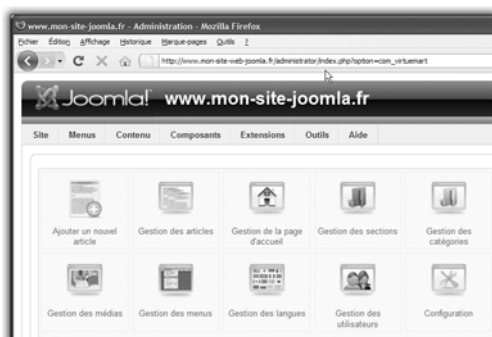 www.mon-site-joomla.fr - Administration - Mozilla Firefox
Fichier Édition Affichage Historique Marque-pages Outils ?
http://www.mon-site-web-joomla.fr/administrator/index.php?option=com_virtuemart
Joomla! www.mon-site-joomla.fr
Site Menus Contenu Composants Extensions Outils Aide
Ajouter un nouvel article
Gestion des articles
Gestion de la page d'accueil
Gestion des sections
Gestion des catégories
Gestion des médias
Gestion des menus
Gestion des langues
Gestion des utilisateurs
Configuration